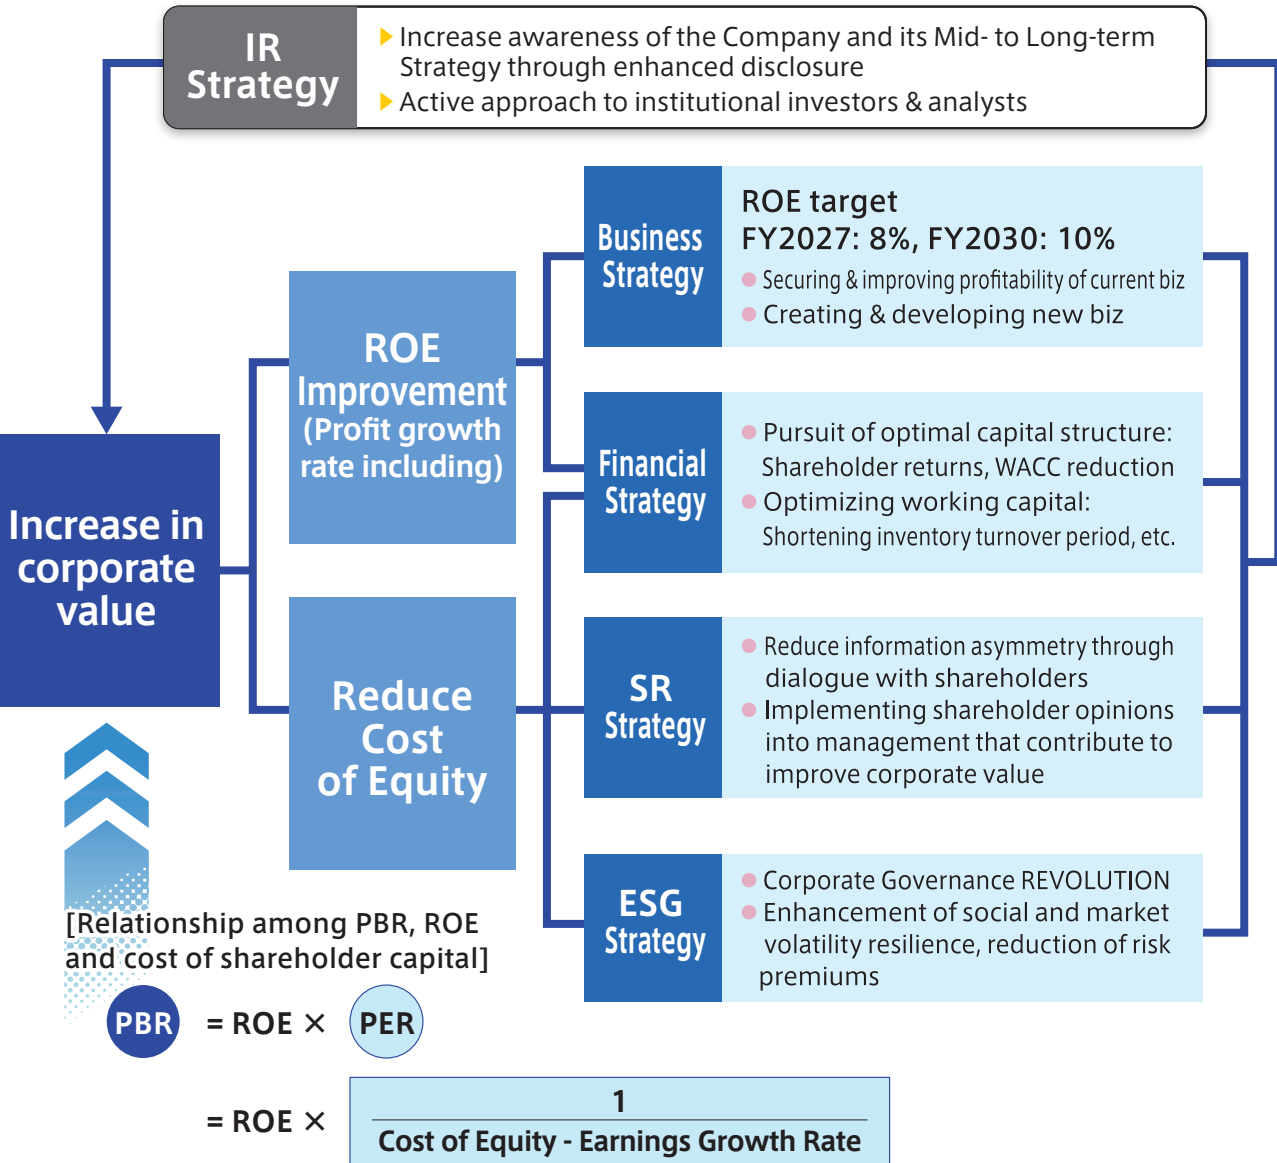 IR
Strategy
Increase awareness of the Company and its Mid- to Long-term
Strategy through enhanced disclosure
Active approach to institutional investors & analysts
Increase in
corporate
value
ROE
Improvement
(Profit growth
rate including)
Reduce
Cost
of Equity
Business
Strategy
ROE target
FY2027: 8%, FY2030: 10%
Securing & improving profitability of current biz
Creating & developing new biz
Financial
Strategy
Pursuit of optimal capital structure:
Shareholder returns, WACC reduction
Optimizing working capital:
Shortening inventory turnover period, etc.
SR
Strategy
Reduce information asymmetry through
dialogue with shareholders
Implementing shareholder opinions
into management that contribute to
improve corporate value
ESG
Strategy
Corporate Governance REVOLUTION
Enhancement of social and market
volatility resilience, reduction of risk
premiums
[Relationship among PBR, ROE
and cost of shareholder capital]
PBR = ROE × PER
= ROE × 1
Cost of Equity - Earnings Growth Rate